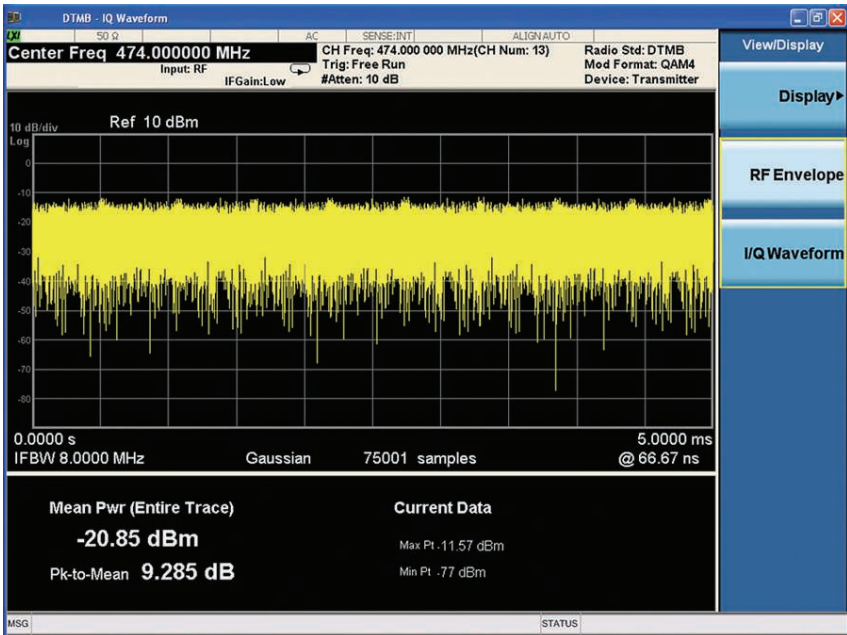 DTMB - IQ Waveform
LXI 50 Ω AC SENSE:INT ALIGN AUTO
Center Freq 474.000000 MHz
Input: RF
IFGain:Low
CH Freq: 474.000 000 MHz(CH Num: 13)
Trig: Free Run
#Atten: 10 dB
Radio Std: DTMB
Mod Format: QAM4
Device: Transmitter
View/Display
Display
RF Envelope
I/Q Waveform
10 dB/div
Log
Ref 10 dBm
0
-10
-20
-30
-40
-50
-60
-70
-80
0.0000 s 5.0000 ms
IFBW 8.0000 MHz Gaussian 75001 samples @ 66.67 ns
Mean Pwr (Entire Trace)
-20.85 dBm
Pk-to-Mean 9.285 dB
Current Data
Max Pt -11.57 dBm
Min Pt -77 dBm
MSG STATUS